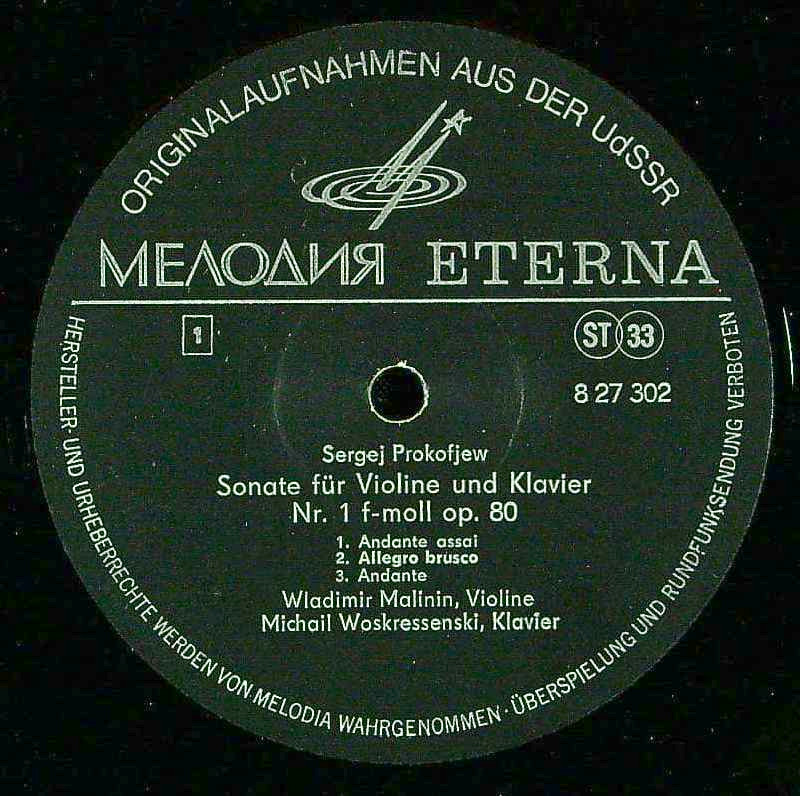 ORIGINALAUFNAHMEN AUS DER UdSSR
МЕЛОДИЯ ETERNA
1
ST 33
8 27 302
Sergej Prokofjew
Sonate für Violine und Klavier
Nr. 1 f-moll op. 80
1. Andante assai
2. Allegro brusco
3. Andante
Wladimir Malinin, Violine
Michail Woskressenski, Klavier
HERSTELLER- UND URHEBERRECHTE WERDEN VON MELODIA WAHRGENOMMEN · ÜBERSPIELUNG UND RUNDFUNKSENDUNG VERBOTEN